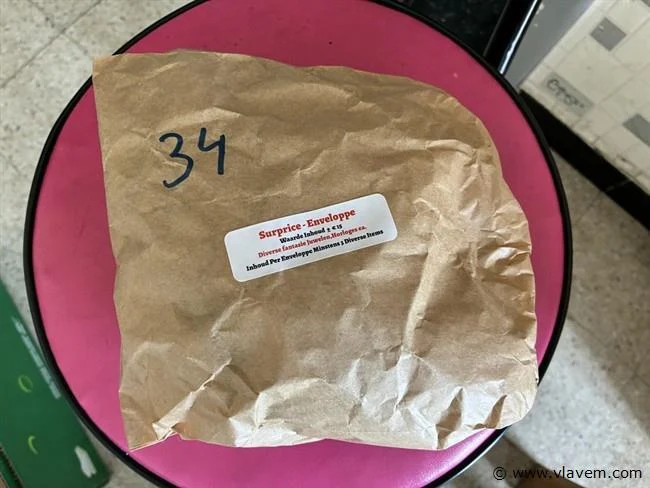 34
Surprice - Enveloppe
Waarde Inhoud ± € 15
Diverse fantasie Juwelen,Horloges ea,
Inhoud Per Enveloppe Minstens 3 Diverse Items
© www.vlavem.com